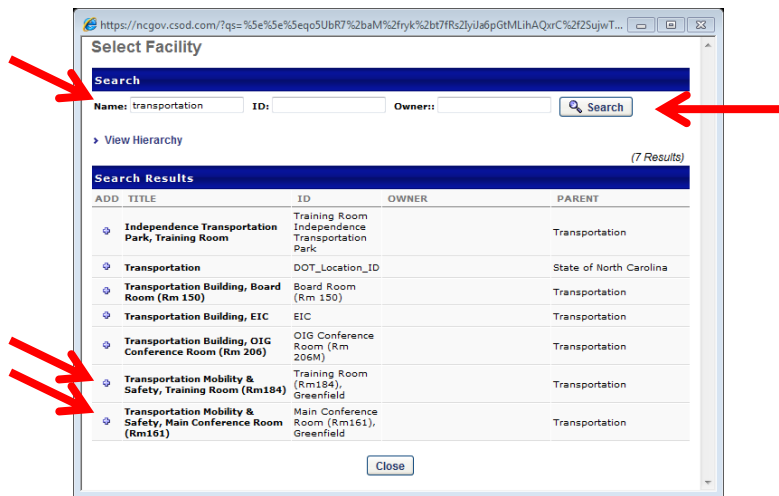 https://ncgov.csod.com/?qs=%5e%5e%5eqo5UbR7%2baM%2fryk%2bt7fRsZIyiJa6pGtMLihAQxrC%2f2SujwT...
Select Facility
Search
Name: transportation ID: Owner:: Search
View Hierarchy
(7 Results)
Search Results
ADD TITLE ID OWNER PARENT
Independence Transportation Park, Training Room Training Room Independence Transportation Park Transportation
Transportation DOT_Location_ID State of North Carolina
Transportation Building, Board Room (Rm 150) Board Room (Rm 150) Transportation
Transportation Building, EIC EIC Transportation
Transportation Building, OIG Conference Room (Rm 206) OIG Conference Room (Rm 206M) Transportation
Transportation Mobility & Safety, Training Room (Rm184) Training Room (Rm184), Greenfield Transportation
Transportation Mobility & Safety, Main Conference Room (Rm161) Main Conference Room (Rm161), Greenfield Transportation
Close